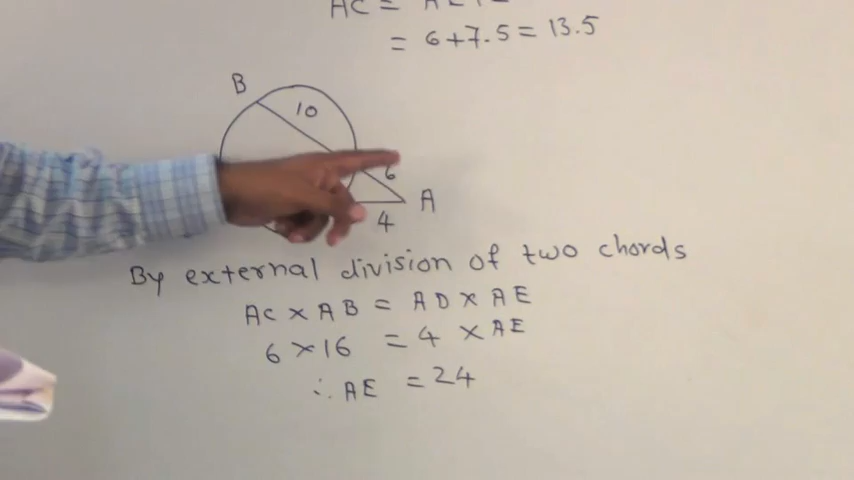 AC =
= 6+7.5 = 13.5
B
10
6
A
4
By external division of two chords
AC × AB = AD × AE
6 × 16 = 4 × AE
∴ AE = 24